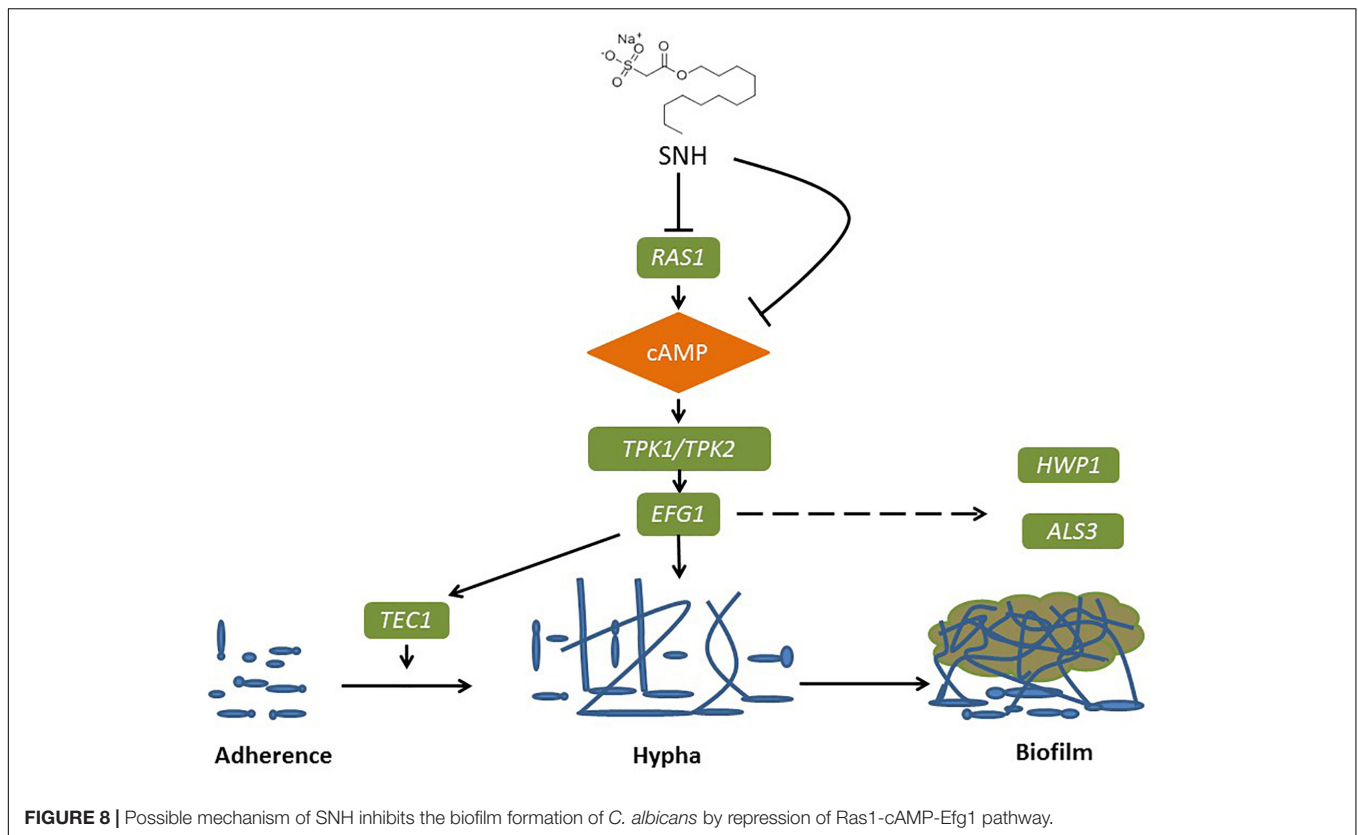 Na+
-O
O
O
S
O
O
SNH
RAS1
cAMP
TPK1/TPK2
HWP1
EFG1
ALS3
TEC1
Adherence
Hypha
Biofilm
FIGURE 8 | Possible mechanism of SNH inhibits the biofilm formation of C. albicans by repression of Ras1-cAMP-Efg1 pathway.